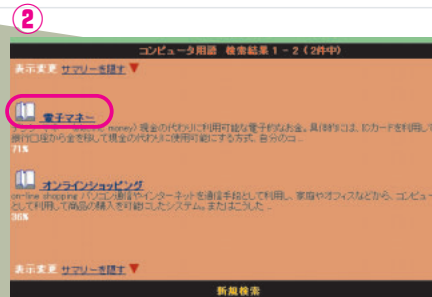 2
コンピュータ用語 検索結果 1 - 2 (2件中)
表示変更 サマリーを隠す ▼
電子マネー
money) 現金の代わりに利用可能な電子的なお金。具体的には、ICカードを利用して
銀行口座から金を移して現金の代わりに使用可能にする方式、自分のコ...
71%
オンラインショッピング
on-line shopping パソコン通信やインターネットを通信手段として利用し、家庭やオフィスなどから、コンピュー
として利用して商品の購入を可能にしたシステム。またはこうした...
36%
表示変更 サマリーを隠す ▼
新規検索